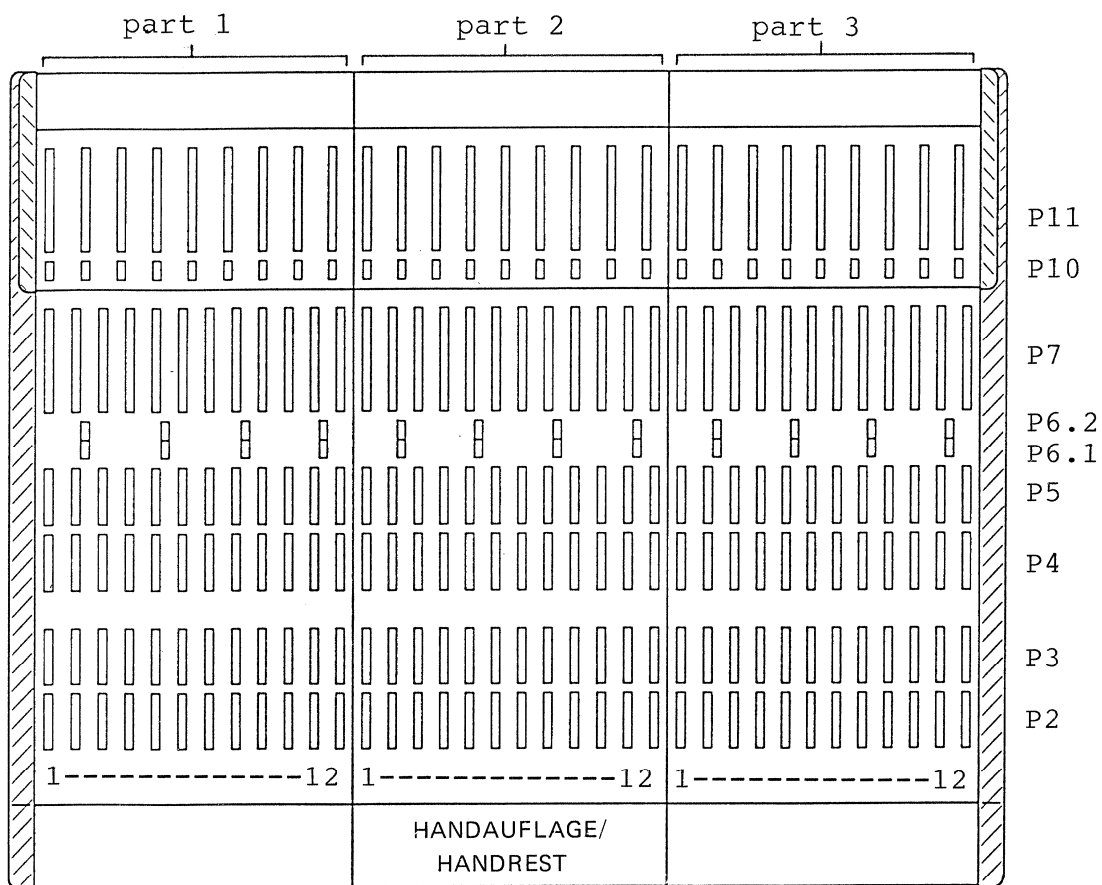 part 1 part 2 part 3
P11
P10
P7
P6.2
P6.1
P5
P4
P3
P2
1-------------12 1-------------12 1-------------12
HANDAUFLAGE/
HANDREST